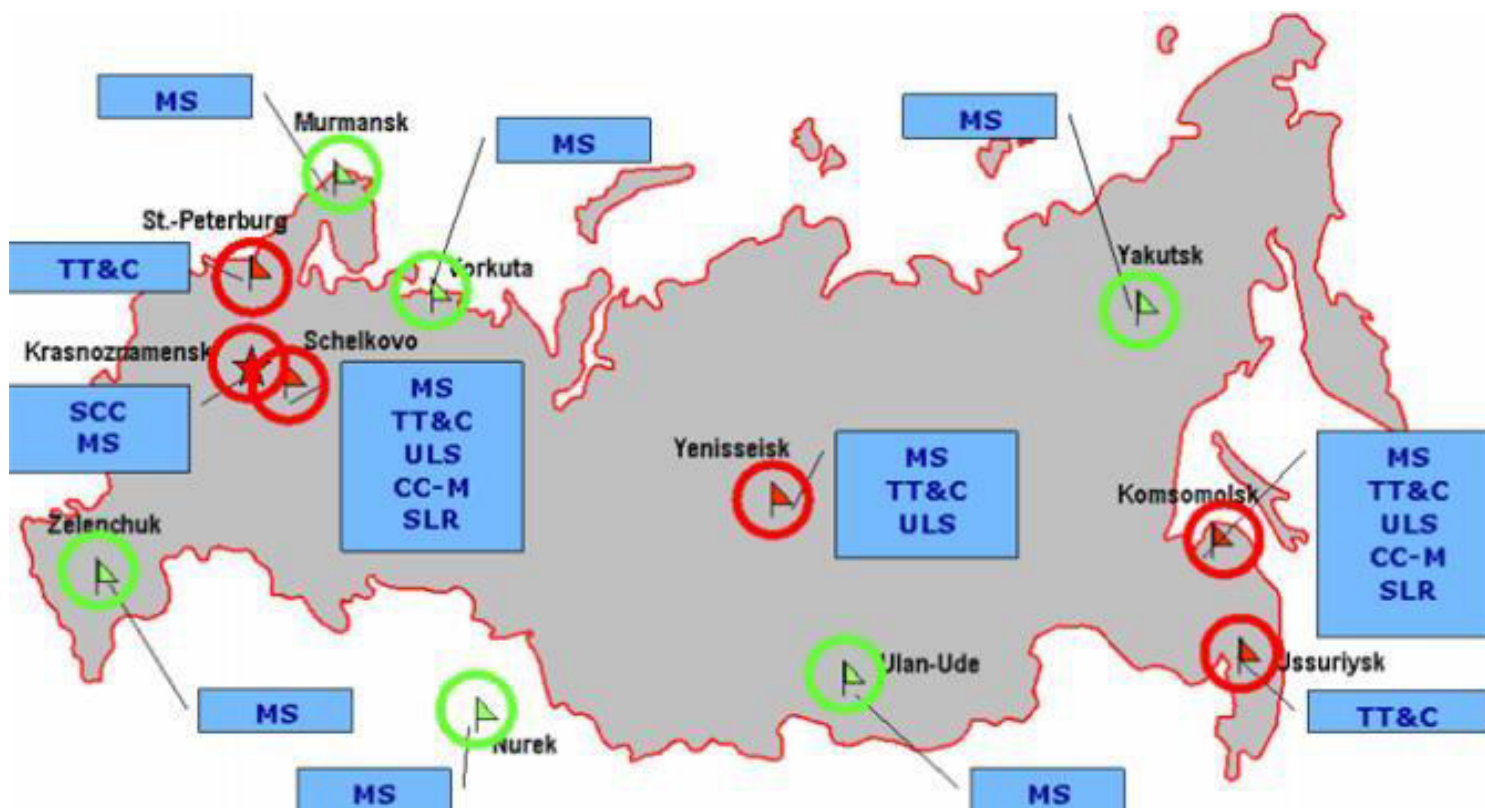 MS
Murmansk
MS
MS
St.-Peterburg
TT&C
Vorkuta
Yakutsk
Krasnoznamensk
Schelkovo
SCC
MS
MS
TT&C
ULS
CC-M
SLR
Yenisseisk
MS
TT&C
ULS
Komsomolsk
MS
TT&C
ULS
CC-M
SLR
Zelenchuk
MS
Nurek
MS
Ulan-Ude
MS
Ussuriysk
TT&C